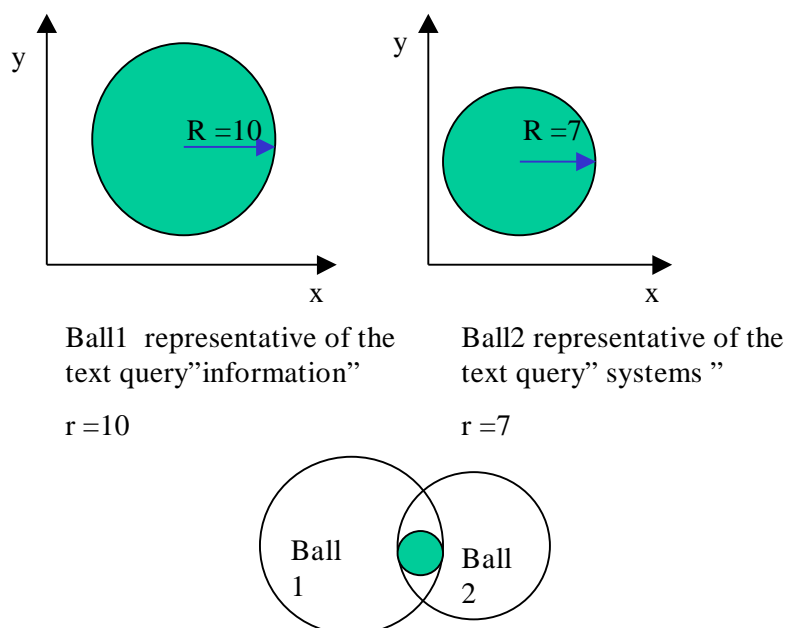 y
R =10
x
y
R =7
x
Ball1  representative of the
text query”information”
r =10
Ball2 representative of the
text query” systems ”
r =7
Ball
1
Ball
2